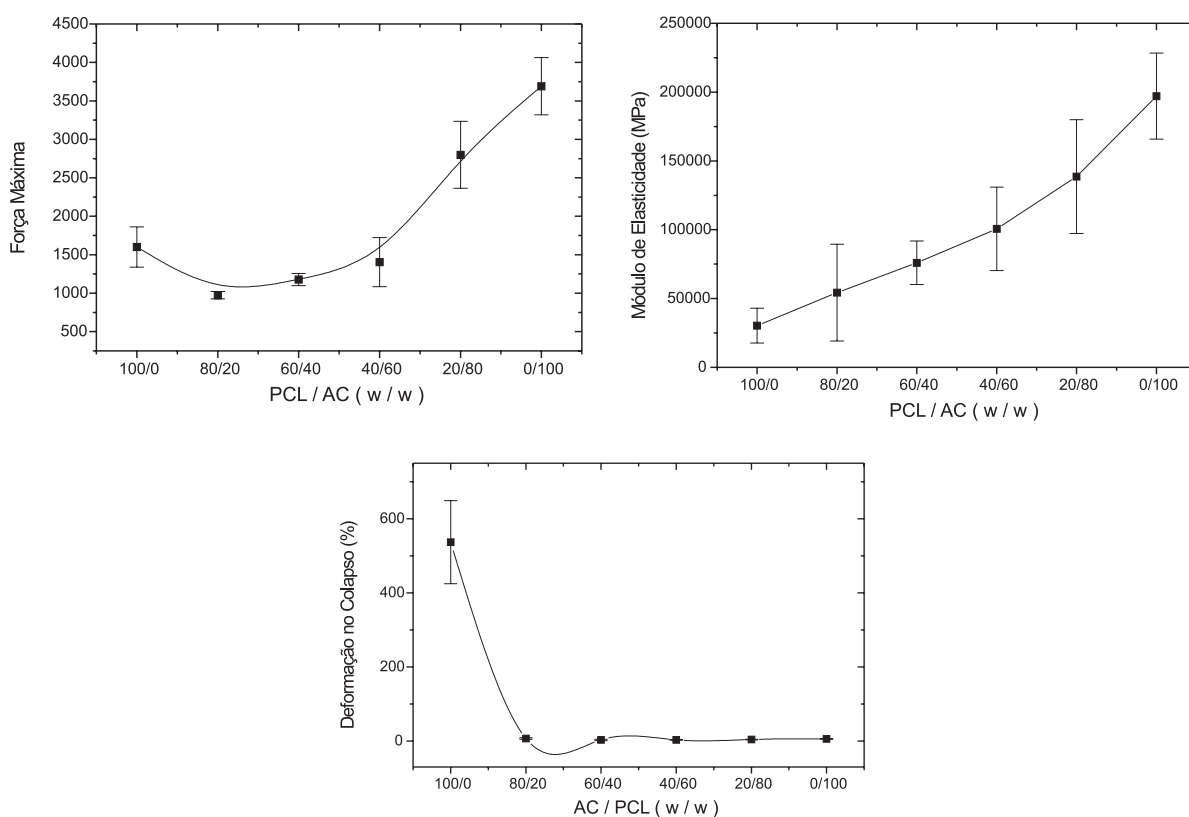 Força Máxima
4500
4000
3500
3000
2500
2000
1500
1000
500
100/0 80/20 60/40 40/60 20/80 0/100
PCL / AC ( w / w )
Módulo de Elasticidade (MPa)
250000
200000
150000
100000
50000
0
100/0 80/20 60/40 40/60 20/80 0/100
PCL / AC ( w / w )
Deformação no Colapso (%)
600
400
200
0
100/0 80/20 60/40 40/60 20/80 0/100
AC / PCL ( w / w )